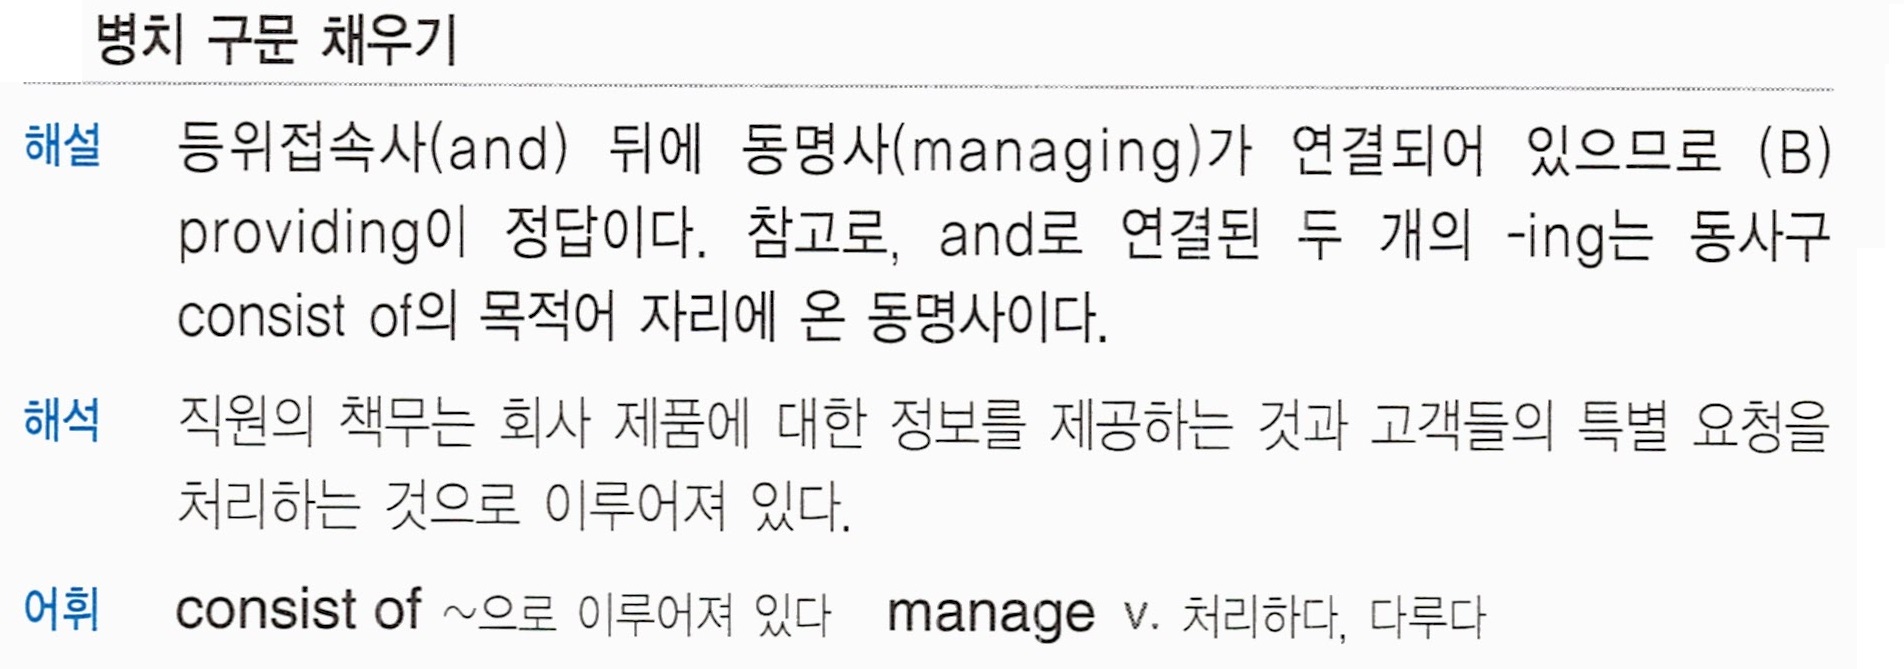 병치 구문 채우기
해설 등위접속사(and) 뒤에 동명사(managing)가 연결되어 있으므로 (B)
providing이 정답이다. 참고로, and로 연결된 두 개의 -ing는 동사구
consist of의 목적어 자리에 온 동명사이다.
해석 직원의 책무는 회사 제품에 대한 정보를 제공하는 것과 고객들의 특별 요청을
처리하는 것으로 이루어져 있다.
어휘 consist of ~으로 이루어져 있다 manage v. 처리하다, 다루다